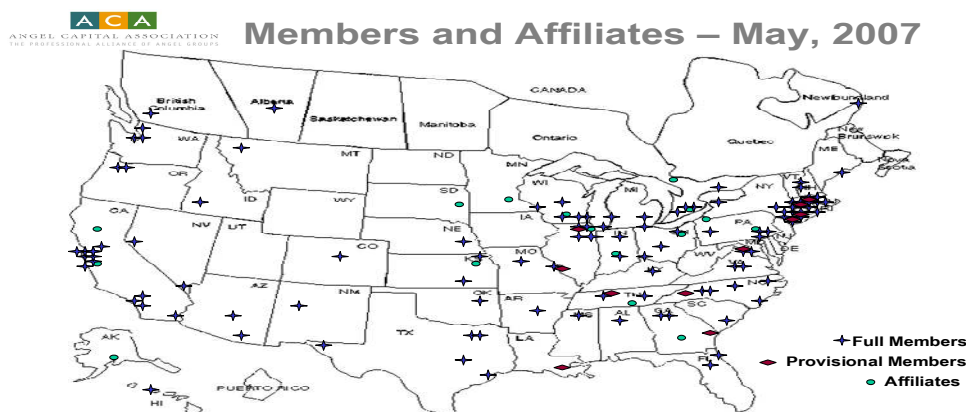 ACA
ANGEL CAPITAL ASSOCIATION
THE PROFESSIONAL ALLIANCE OF ANGEL GROUPS
Members and Affiliates – May, 2007
CANADA
British
Columbia
Alberta
Saskatchewan
Manitoba
Ontario
Quebec
Newfoundland
New
Brunswick
Nova
Scotia
WA
MT
ND
MN
WI
MI
NY
VT
ME
OR
ID
WY
SD
IA
PA
NJ
DE
CA
NV
UT
CO
NE
MO
IN
WV
VA
AZ
NM
OK
AR
NC
SC
TX
LA
MS
AL
GA
FL
AK
HI
PUERTO RICO
Full Members
Provisional Members
Affiliates